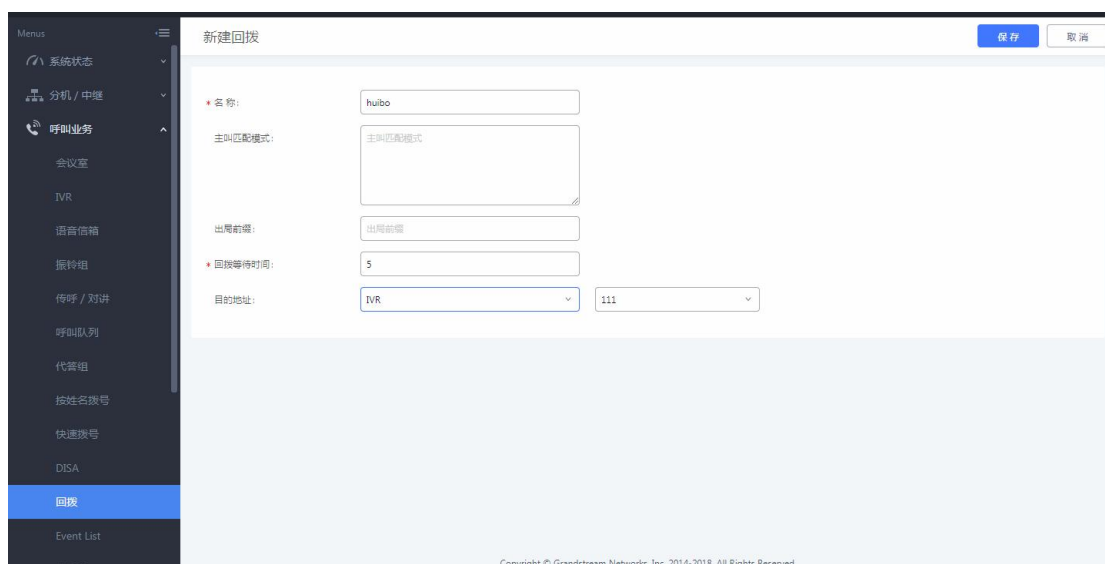 Menus
新建回拨
保存
取消
系统状态
分机 / 中继
呼叫业务
会议室
IVR
语音信箱
振铃组
传呼 / 对讲
呼叫队列
代答组
按姓名拨号
快速拨号
DISA
回拨
Event List
* 名称:
huibo
主叫匹配模式:
主叫匹配模式
出局前缀:
出局前缀
* 回拨等待时间:
5
目的地址:
IVR
111
Copyright © Grandstream Networks, Inc. 2014-2018. All Rights Reserved.